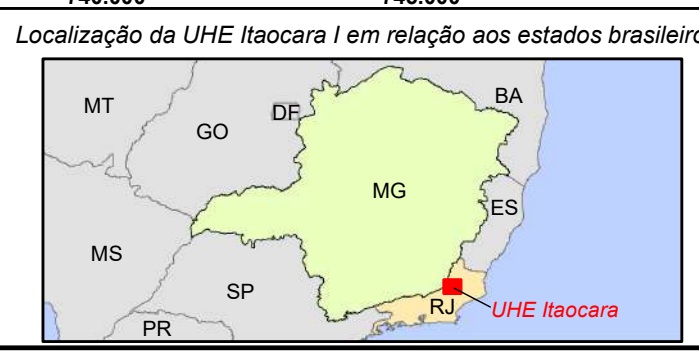 Localização da UHE Itaocara I em relação aos estados brasileiro
MT
GO
DF
BA
MG
ES
MS
SP
RJ
UHE Itaocara
PR